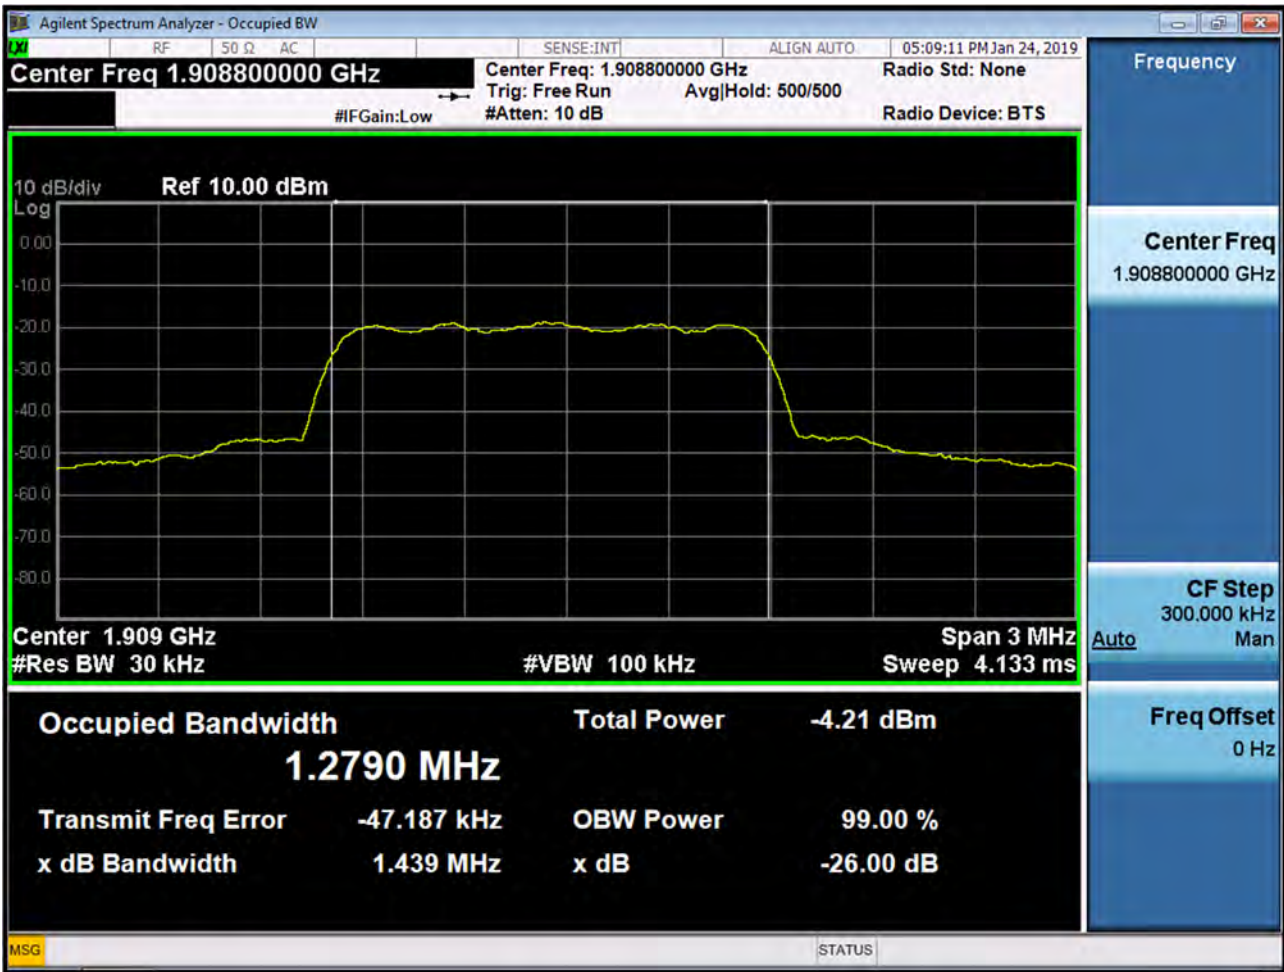 Agilent Spectrum Analyzer - Occupied BW
LXI RF 50 Ω AC SENSE:INT ALIGN AUTO 05:09:11 PM Jan 24, 2019
Center Freq 1.908800000 GHz
Center Freq: 1.908800000 GHz Radio Std: None
Trig: Free Run Avg|Hold: 500/500
#IFGain:Low #Atten: 10 dB Radio Device: BTS
10 dB/div Ref 10.00 dBm
Log
0.00
-10.0
-20.0
-30.0
-40.0
-50.0
-60.0
-70.0
-80.0
Center 1.909 GHz Span 3 MHz
#Res BW 30 kHz #VBW 100 kHz Sweep 4.133 ms
Occupied Bandwidth Total Power -4.21 dBm
1.2790 MHz
Transmit Freq Error -47.187 kHz OBW Power 99.00 %
x dB Bandwidth 1.439 MHz x dB -26.00 dB
MSG STATUS
Frequency
Center Freq
1.908800000 GHz
CF Step
300.000 kHz
Auto Man
Freq Offset
0 Hz